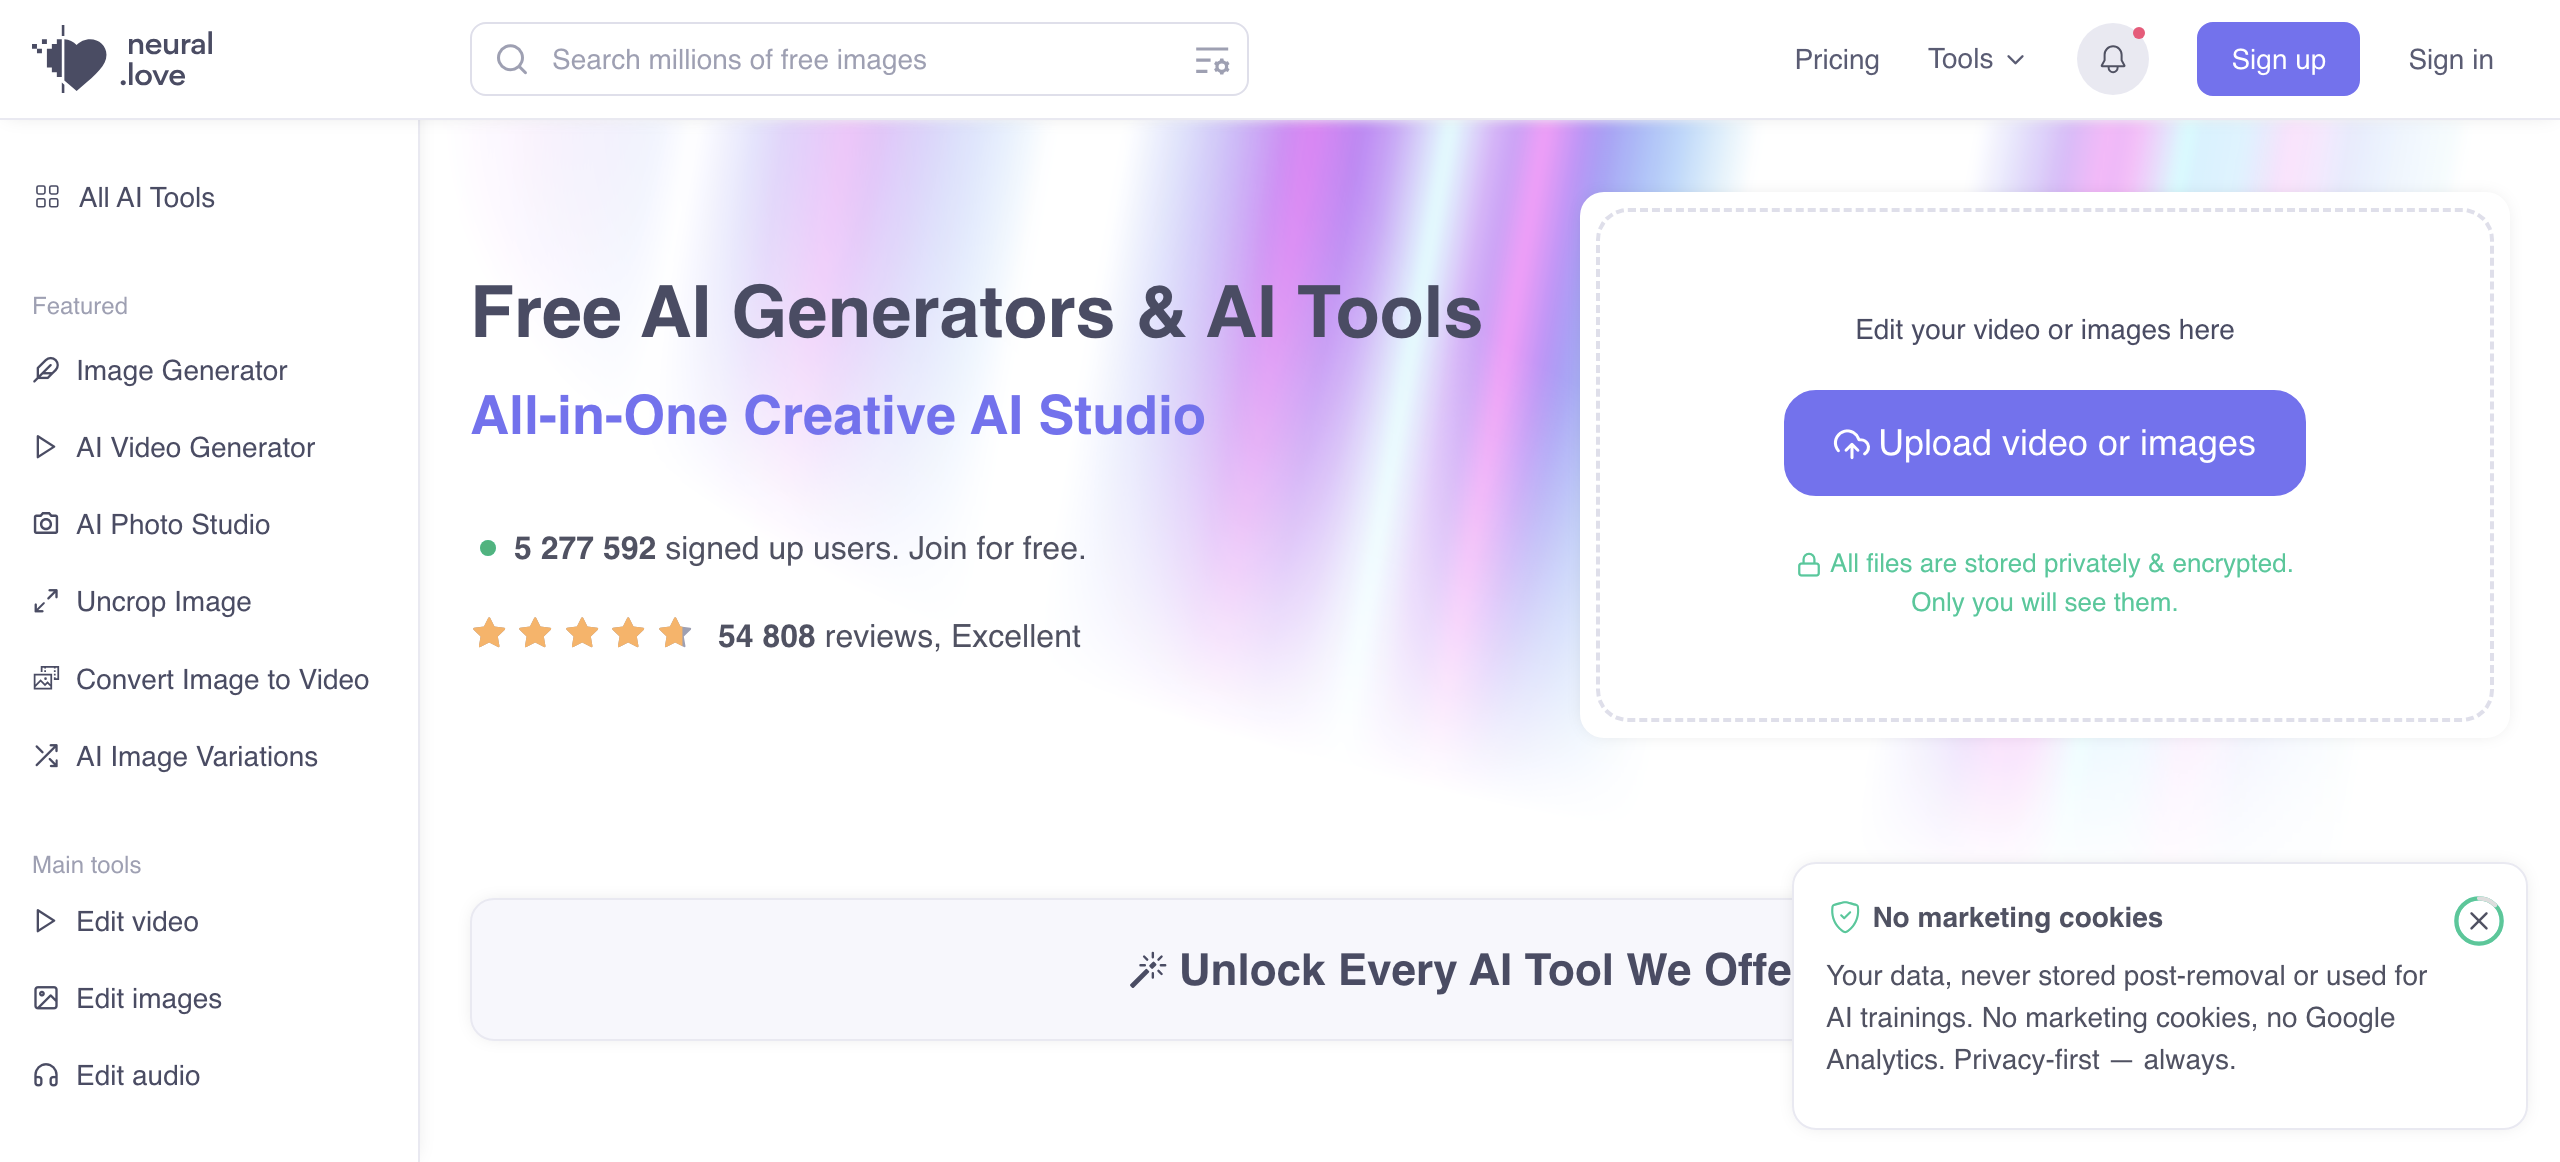 neural
.love
Search millions of free images
Pricing
Tools
Sign up
Sign in
All AI Tools
Featured
Image Generator
AI Video Generator
AI Photo Studio
Uncrop Image
Convert Image to Video
AI Image Variations
Main tools
Edit video
Edit images
Edit audio
Free AI Generators & AI Tools
All-in-One Creative AI Studio
5 277 592 signed up users. Join for free.
54 808 reviews, Excellent
Edit your video or images here
Upload video or images
All files are stored privately & encrypted.
Only you will see them.
Unlock Every AI Tool We Offe
No marketing cookies
Your data, never stored post-removal or used for
AI trainings. No marketing cookies, no Google
Analytics. Privacy-first — always.